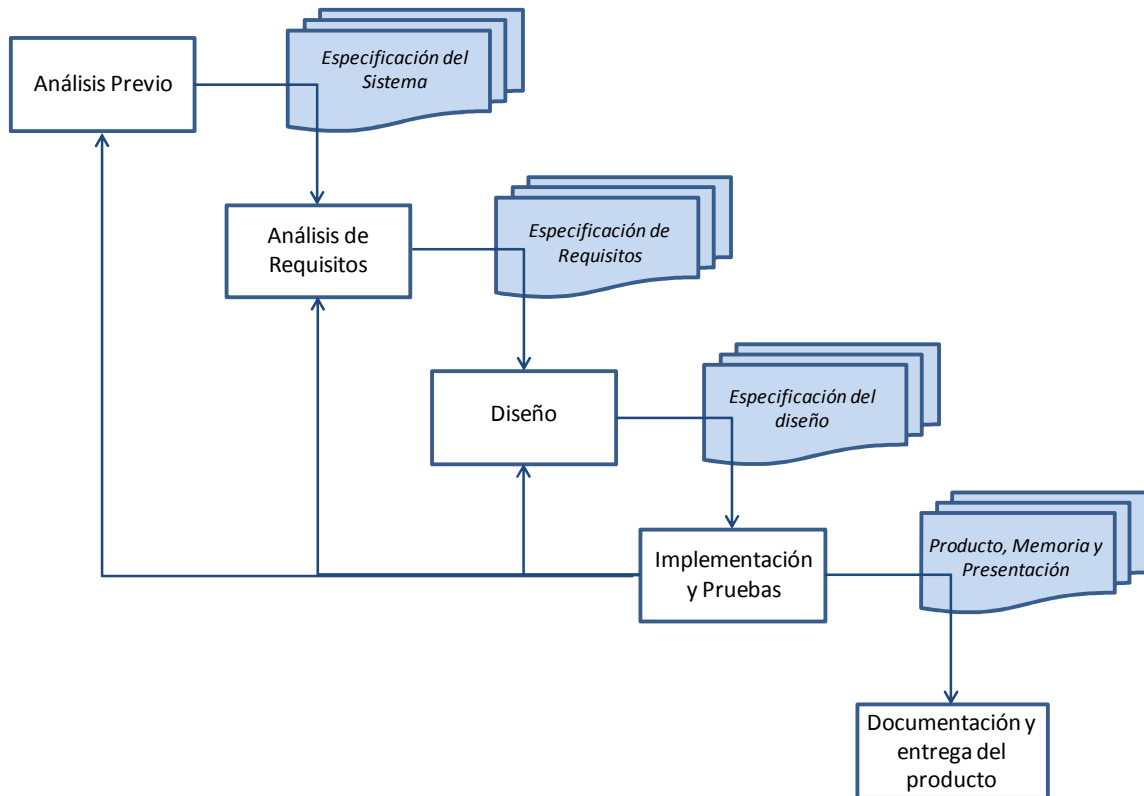 Análisis Previo
Especificación del
Sistema
Análisis de
Requisitos
Especificación de
Requisitos
Diseño
Especificación del
diseño
Implementación
y Pruebas
Producto, Memoria y
Presentación
Documentación y
entrega del
producto